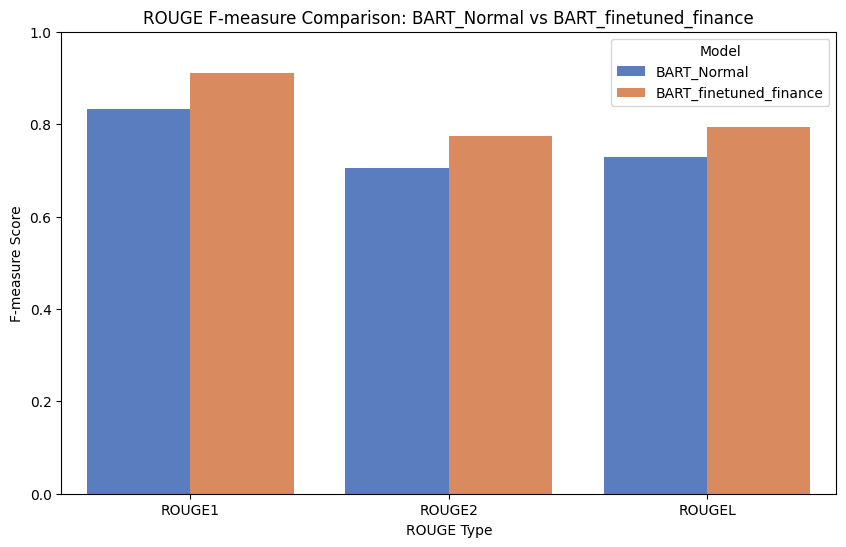 ROUGE F-measure Comparison: BART_Normal vs BART_finetuned_finance
Model
BART_Normal
BART_finetuned_finance
F-measure Score
1.0
0.8
0.6
0.4
0.2
0.0
ROUGE1 ROUGE2 ROUGEL
ROUGE Type